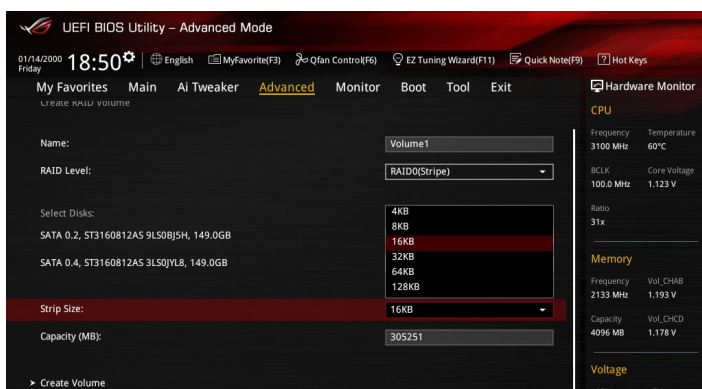 UEFI BIOS Utility – Advanced Mode
01/14/2000 Friday 18:50 English MyFavorite(F3) Qfan Control(F6) EZ Tuning Wizard(F11) Quick Note(F9) ? Hot Keys
My Favorites Main Ai Tweaker Advanced Monitor Boot Tool Exit
Create RAID Volume
Name: Volume1
RAID Level: RAID0(Stripe)
Select Disks:
SATA 0.2, ST3160812AS 9LS0BJ5H, 149.0GB
SATA 0.4, ST3160812AS 3LS0JYL8, 149.0GB
4KB
8KB
16KB
32KB
64KB
128KB
Strip Size: 16KB
Capacity (MB): 305251
Create Volume
Hardware Monitor
CPU
Frequency Temperature
3100 MHz 60°C
BCLK Core Voltage
100.0 MHz 1.123 V
Ratio
31x
Memory
Frequency Vol_CHAB
2133 MHz 1.193 V
Capacity Vol_CHCD
4096 MB 1.178 V
Voltage